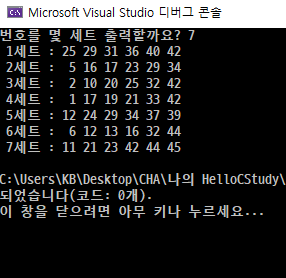 Microsoft Visual Studio 디버그 콘솔
번호를 몇 세트 출력할까요? 7
1세트 : 25 29 31 36 40 42
2세트 : 5 16 17 23 29 34
3세트 : 2 10 20 25 32 42
4세트 : 1 17 19 21 33 42
5세트 : 12 24 29 34 37 39
6세트 : 6 12 13 16 32 44
7세트 : 11 21 23 42 44 45
C:\Users\KB\Desktop\CHA\나의 HelloCStudy\
되었습니다(코드: 0개).
이 창을 닫으려면 아무 키나 누르세요...